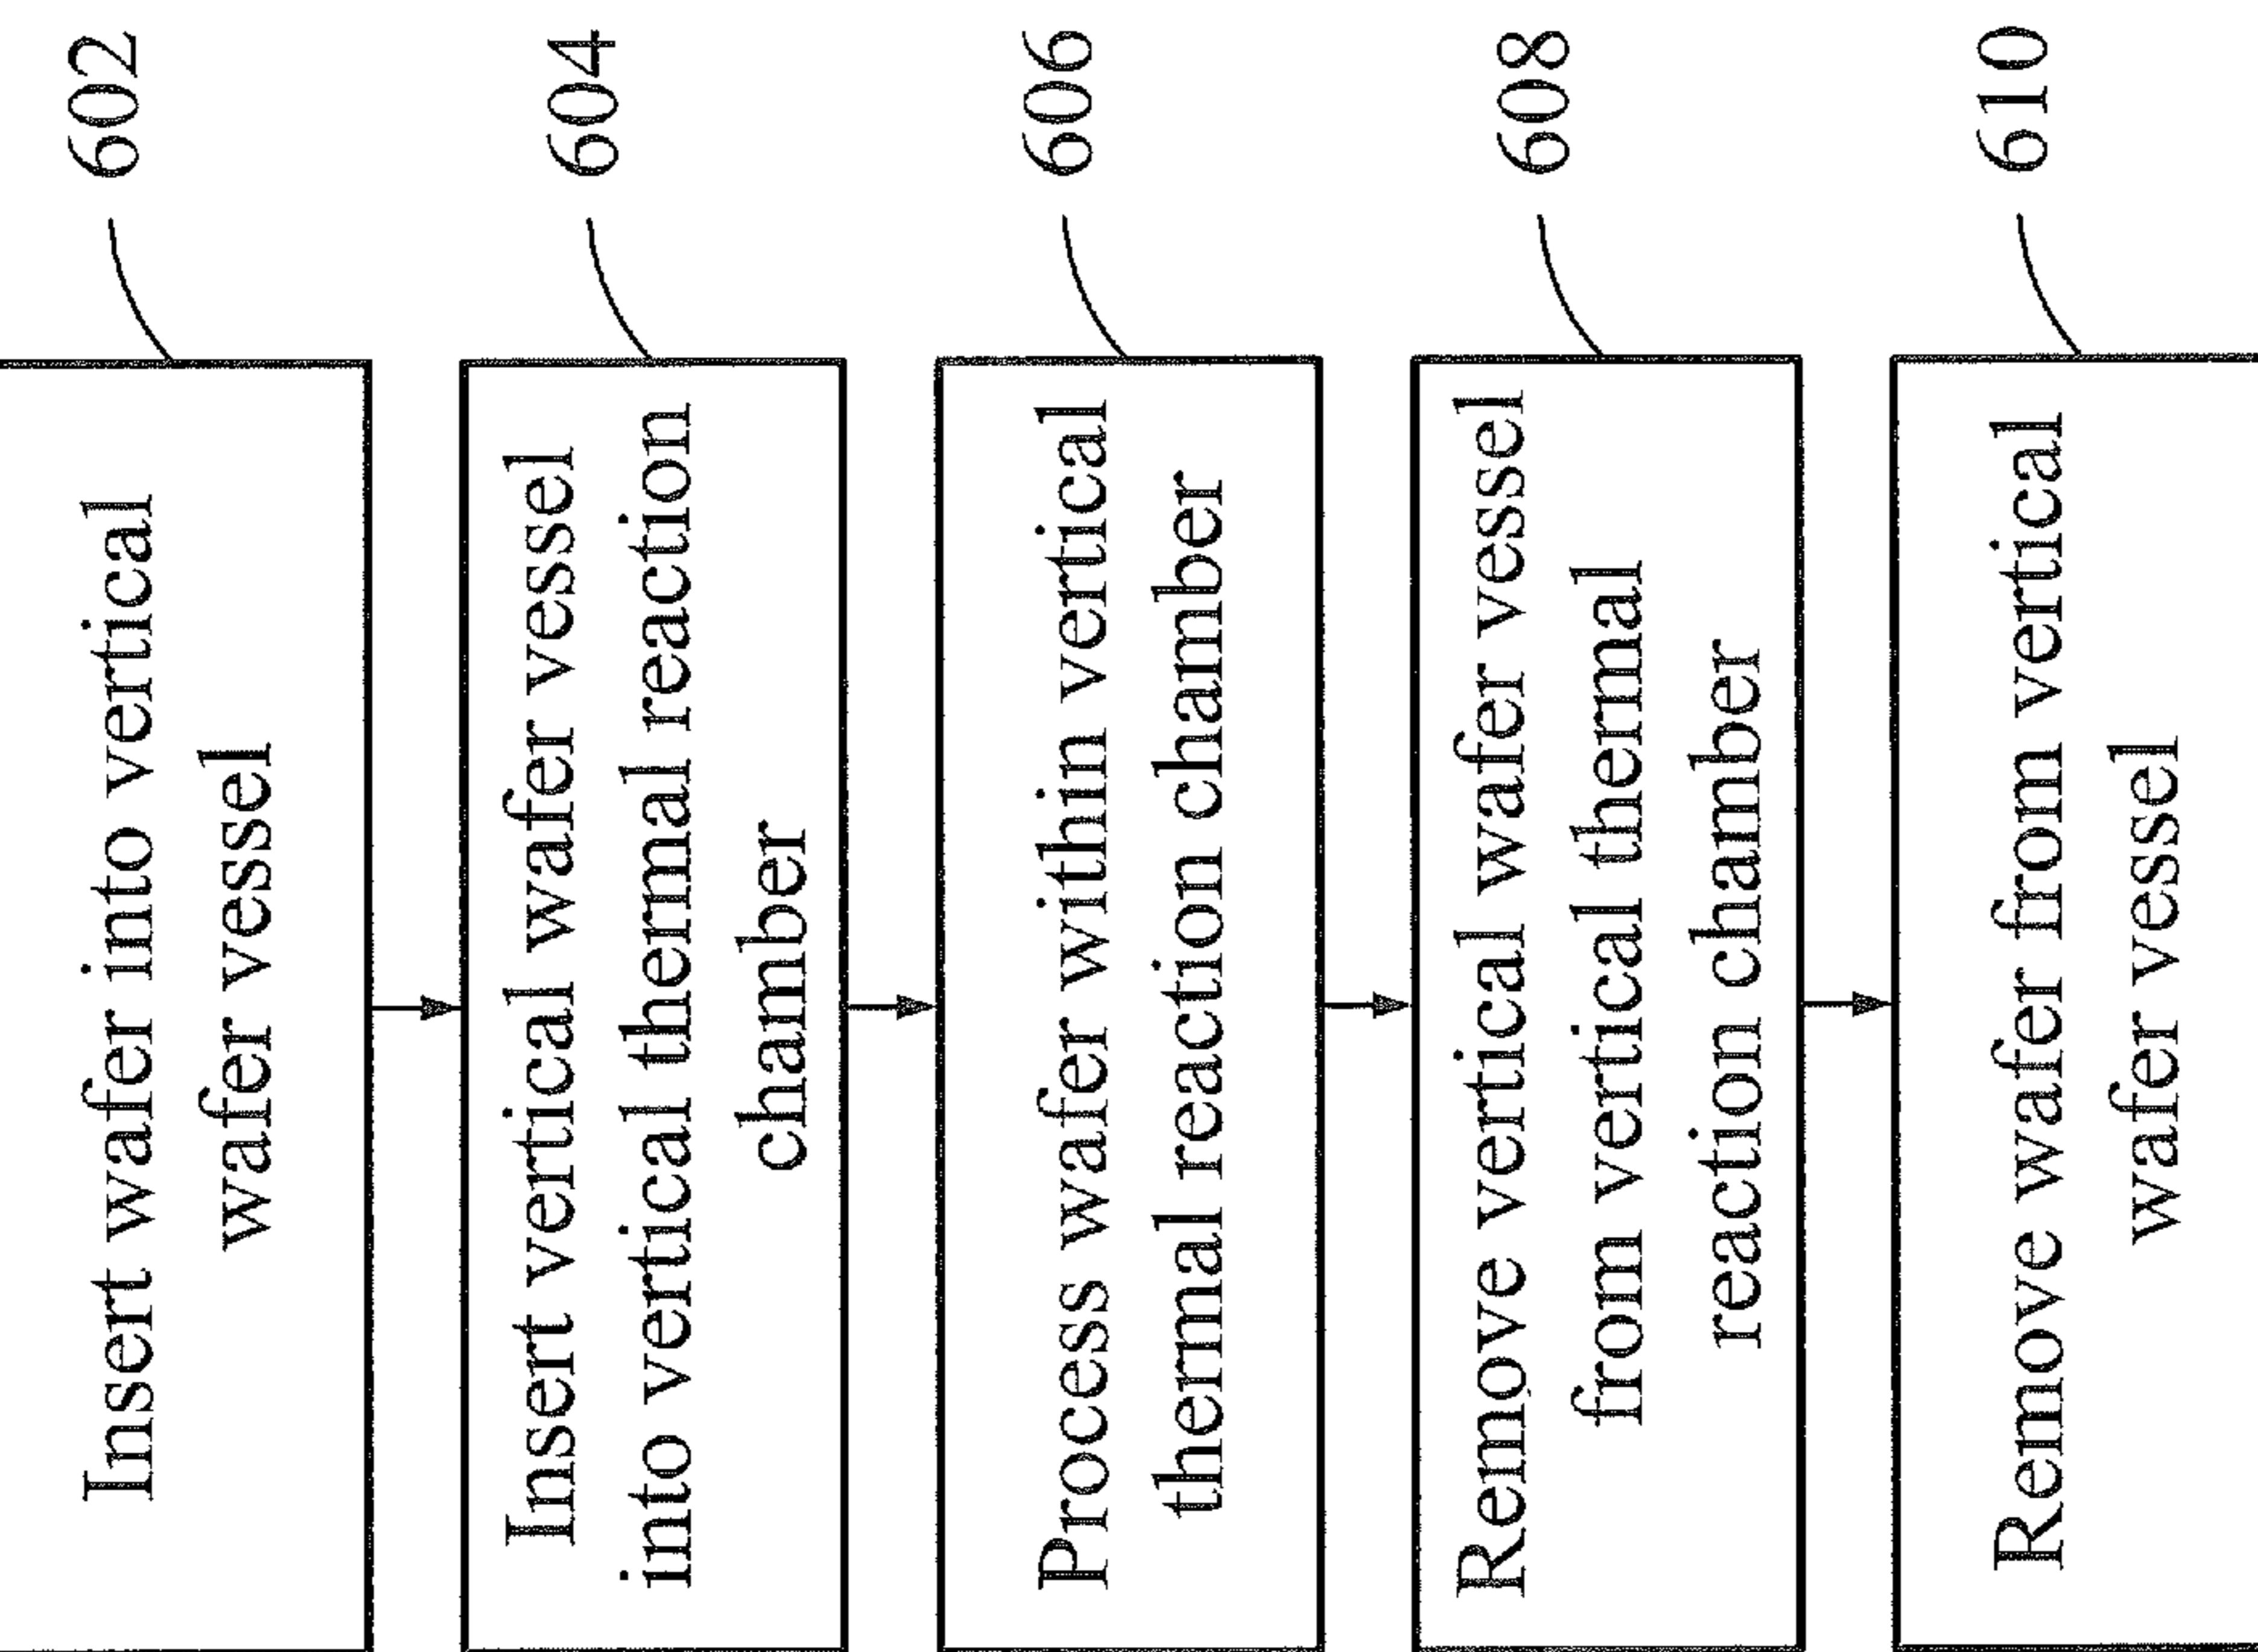 Insert wafer into vertical
wafer vessel
602
Insert vertical wafer vessel
into vertical thermal reaction
chamber
604
Process wafer within vertical
thermal reaction chamber
606
Remove vertical wafer vessel
from vertical thermal
reaction chamber
608
Remove wafer from vertical
wafer vessel
610